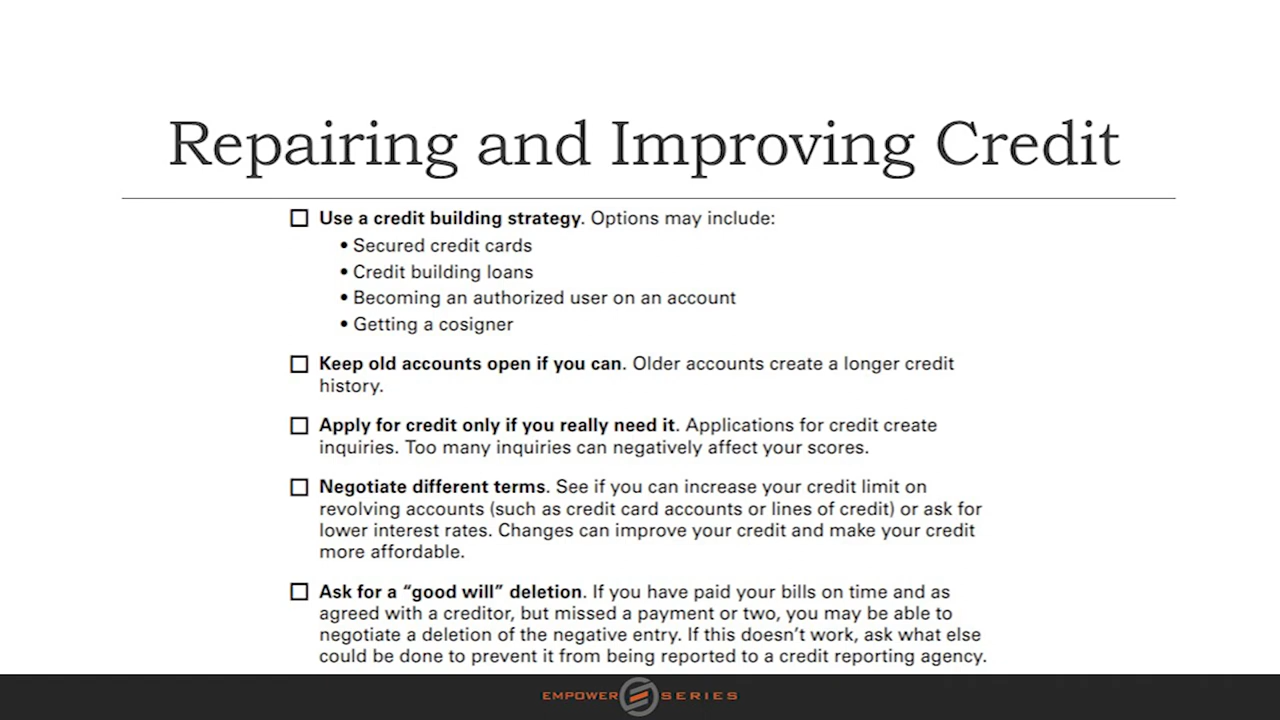 Repairing and Improving Credit
Use a credit building strategy. Options may include:
• Secured credit cards
• Credit building loans
• Becoming an authorized user on an account
• Getting a cosigner
Keep old accounts open if you can. Older accounts create a longer credit
history.
Apply for credit only if you really need it. Applications for credit create
inquiries. Too many inquiries can negatively affect your scores.
Negotiate different terms. See if you can increase your credit limit on
revolving accounts (such as credit card accounts or lines of credit) or ask for
lower interest rates. Changes can improve your credit and make your credit
more affordable.
Ask for a “good will” deletion. If you have paid your bills on time and as
agreed with a creditor, but missed a payment or two, you may be able to
negotiate a deletion of the negative entry. If this doesn’t work, ask what else
could be done to prevent it from being reported to a credit reporting agency.
EMPOWER SERIES